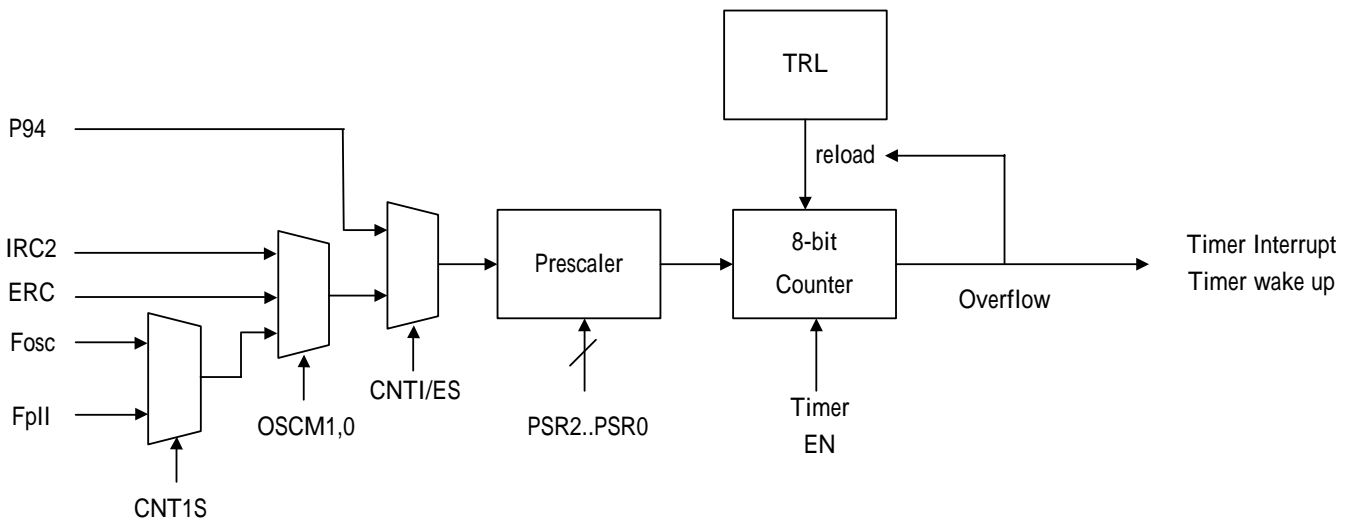 TRL
P94
reload
IRC2
ERC
Fosc
Fpll
Prescaler
8-bit
Counter
Timer Interrupt
Timer wake up
Overflow
CNTI/ES
OSCM1,0
PSR2..PSR0
Timer
EN
CNT1S